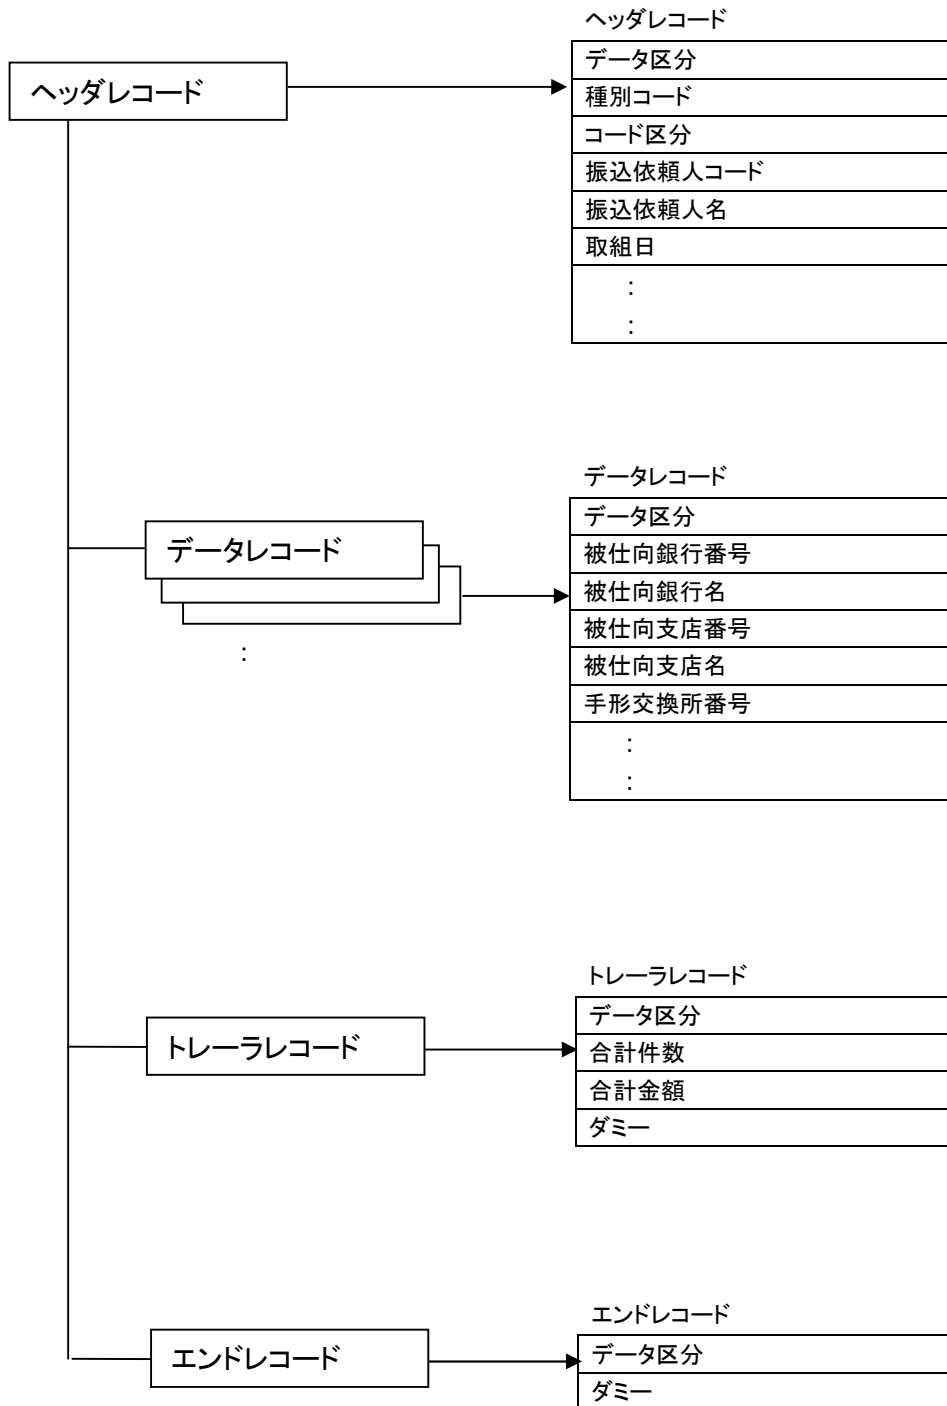 ヘッダレコード
ヘッダレコード
データ区分
種別コード
コード区分
振込依頼人コード
振込依頼人名
取組日
:
:
データレコード
:
データレコード
データ区分
被仕向銀行番号
被仕向銀行名
被仕向支店番号
被仕向支店名
手形交換所番号
:
:
トレーラレコード
トレーラレコード
データ区分
合計件数
合計金額
ダミー
エンドレコード
エンドレコード
データ区分
ダミー